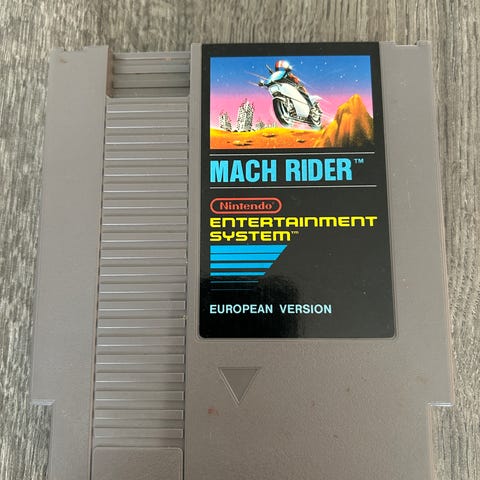 MACH RIDER™
Nintendo®
ENTERTAINMENT
SYSTEM™
EUROPEAN VERSION